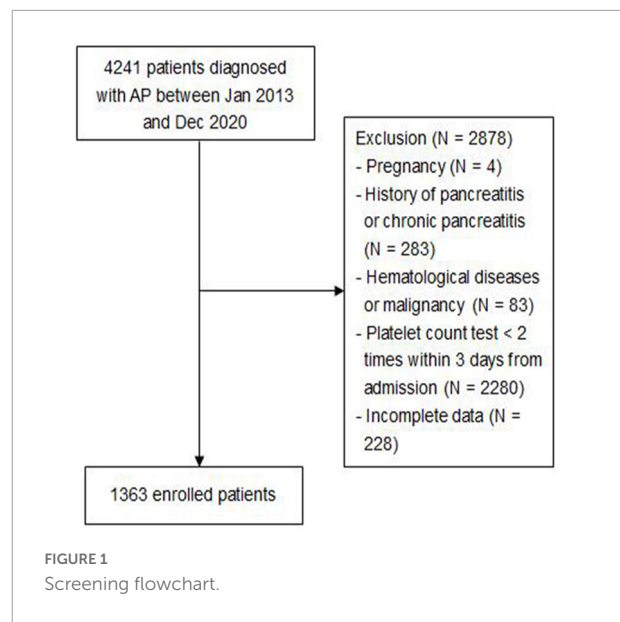 4241 patients diagnosed
with AP between Jan 2013
and Dec 2020
Exclusion (N = 2878)
- Pregnancy (N = 4)
- History of pancreatitis
or chronic pancreatitis
(N = 283)
- Hematological diseases
or malignancy (N = 83)
- Platelet count test < 2
times within 3 days from
admission (N = 2280)
- Incomplete data (N =
228)
1363 enrolled patients
FIGURE 1
Screening flowchart.